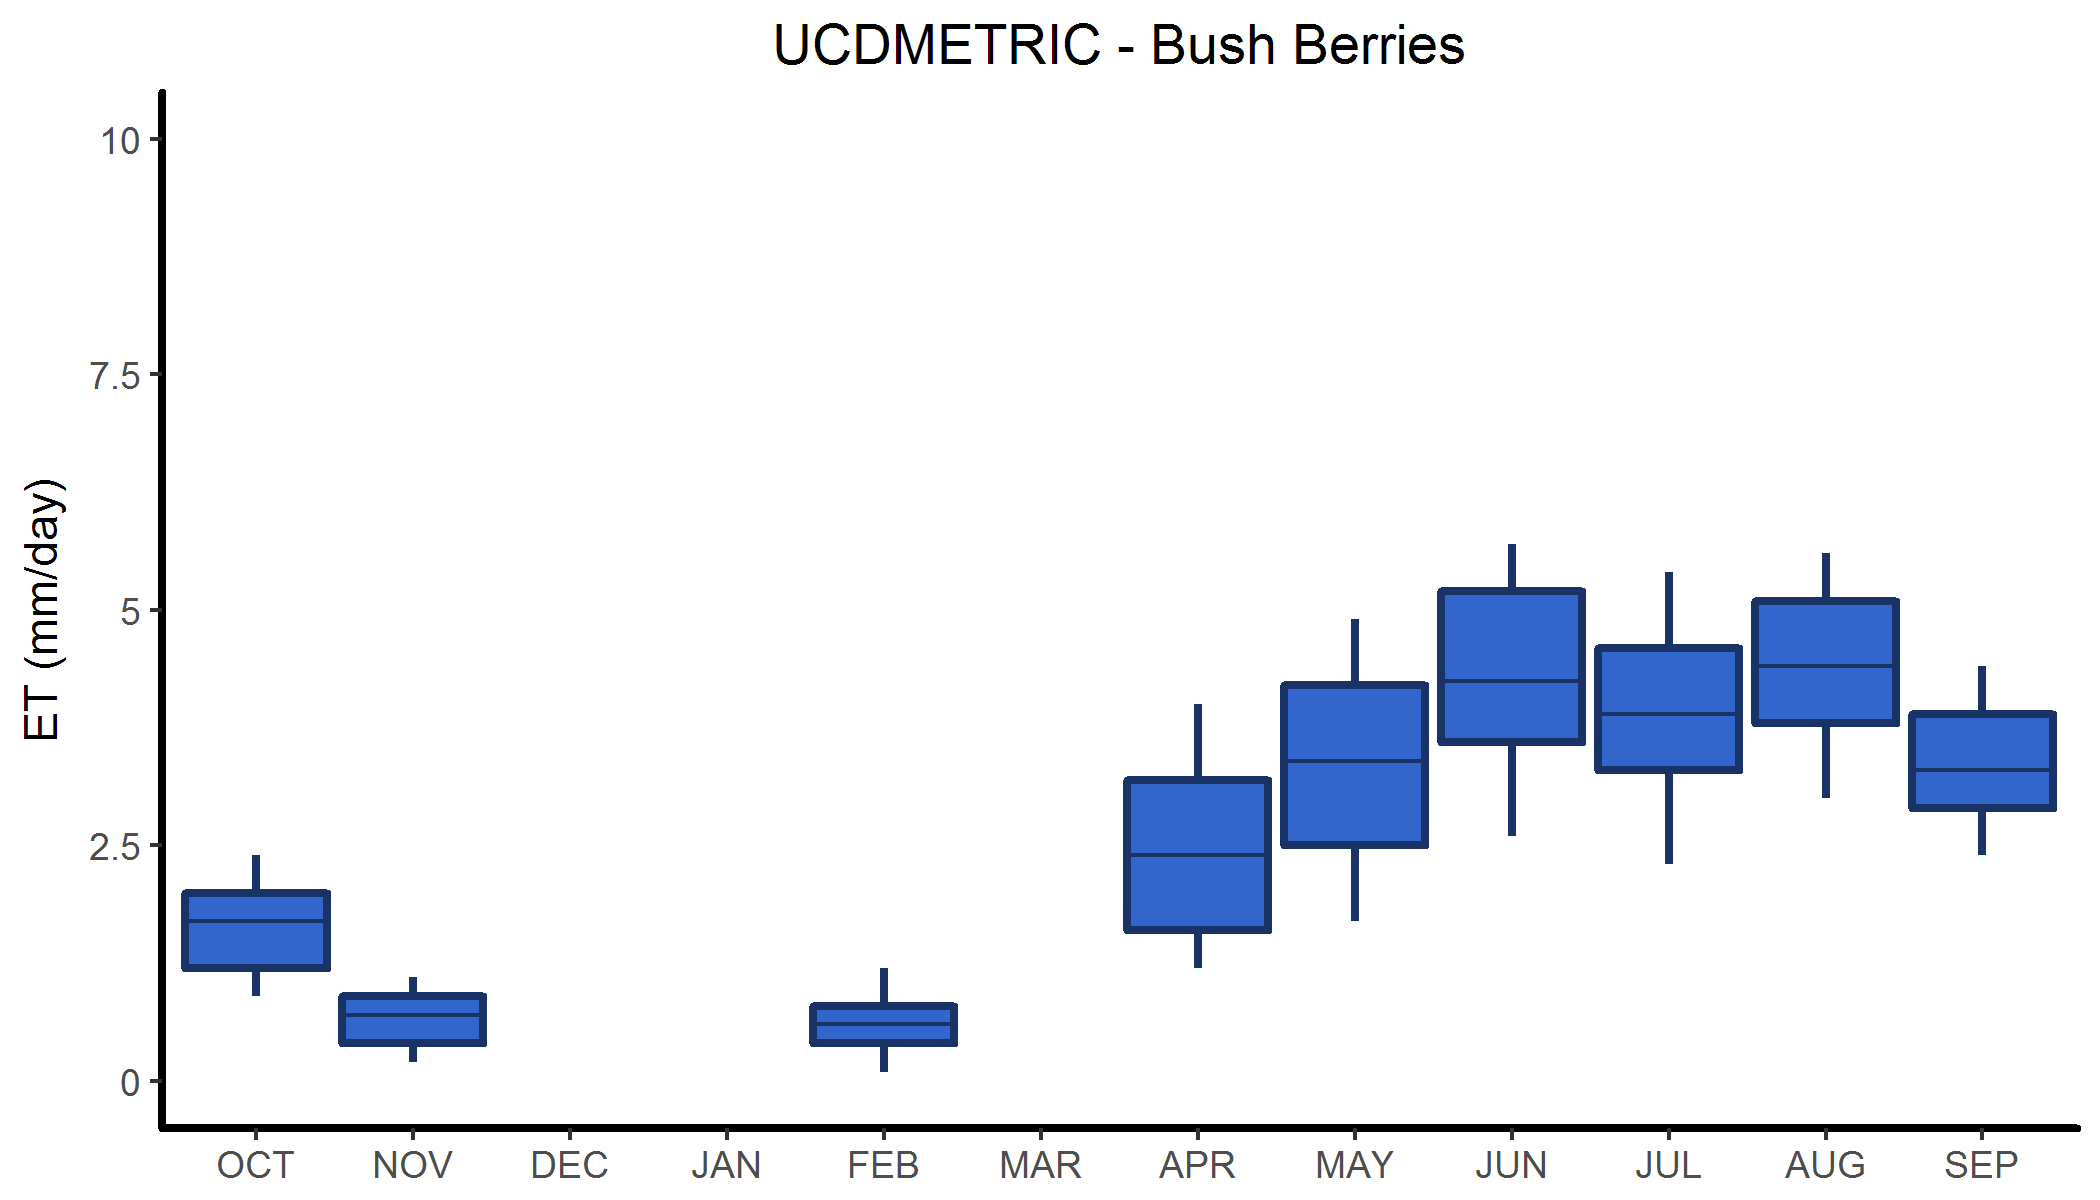 UCDMETRIC - Bush Berries
ET (mm/day)
10
7.5
5
2.5
0
OCT NOV DEC JAN FEB MAR APR MAY JUN JUL AUG SEP